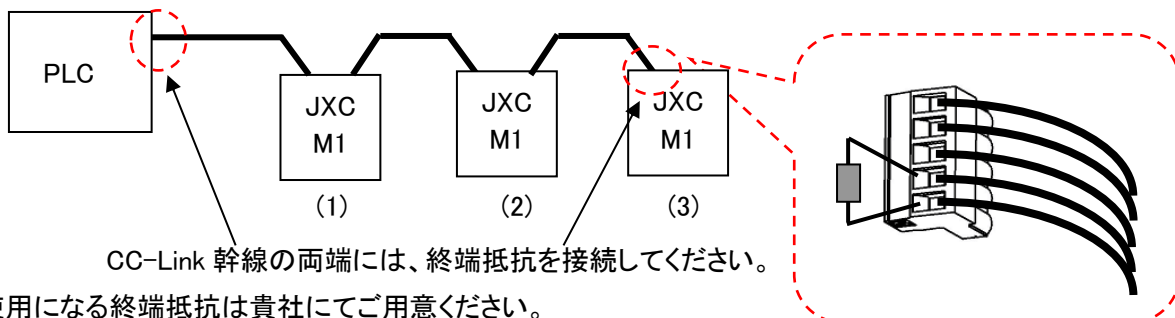 PLC
JXC
M1
JXC
M1
JXC
M1
(1)
(2)
(3)
CC-Link 幹線の両端には、終端抵抗を接続してください。
使用になる終端抵抗は貴社にてご用意ください。